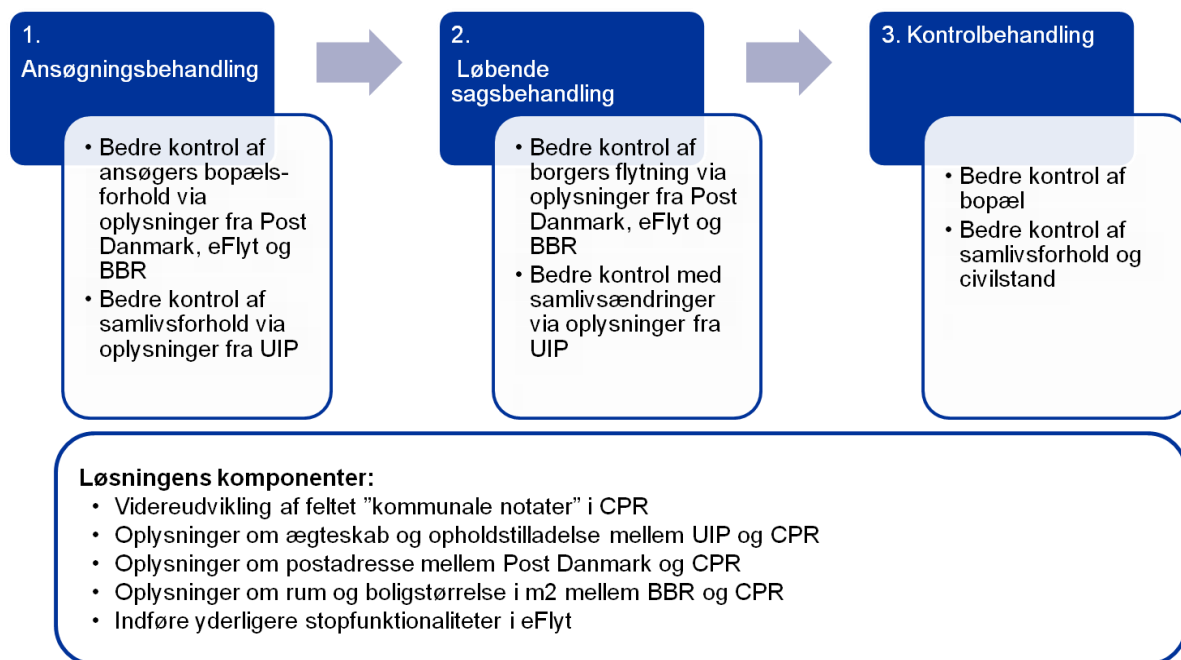 1.
Ansøgningsbehandling
• Bedre kontrol af
ansøgers bopæls-
forhold via
oplysninger fra Post
Danmark, eFlyt og
BBR
• Bedre kontrol af
samlivsforhold via
oplysninger fra UIP
2.
Løbende
sagsbehandling
• Bedre kontrol af
borgers flytning via
oplysninger fra Post
Danmark, eFlyt og
BBR
• Bedre kontrol med
samlivsændringer
via oplysninger fra
UIP
3. Kontrolbehandling
• Bedre kontrol af
bopæl
• Bedre kontrol af
samlivsforhold og
civilstand
Løsningens komponenter:
• Videreudvikling af feltet ”kommunale notater” i CPR
• Oplysninger om ægteskab og opholdstilladelse mellem UIP og CPR
• Oplysninger om postadresse mellem Post Danmark og CPR
• Oplysninger om rum og boligstørrelse i m2 mellem BBR og CPR
• Indføre yderligere stopfunktionaliteter i eFlyt